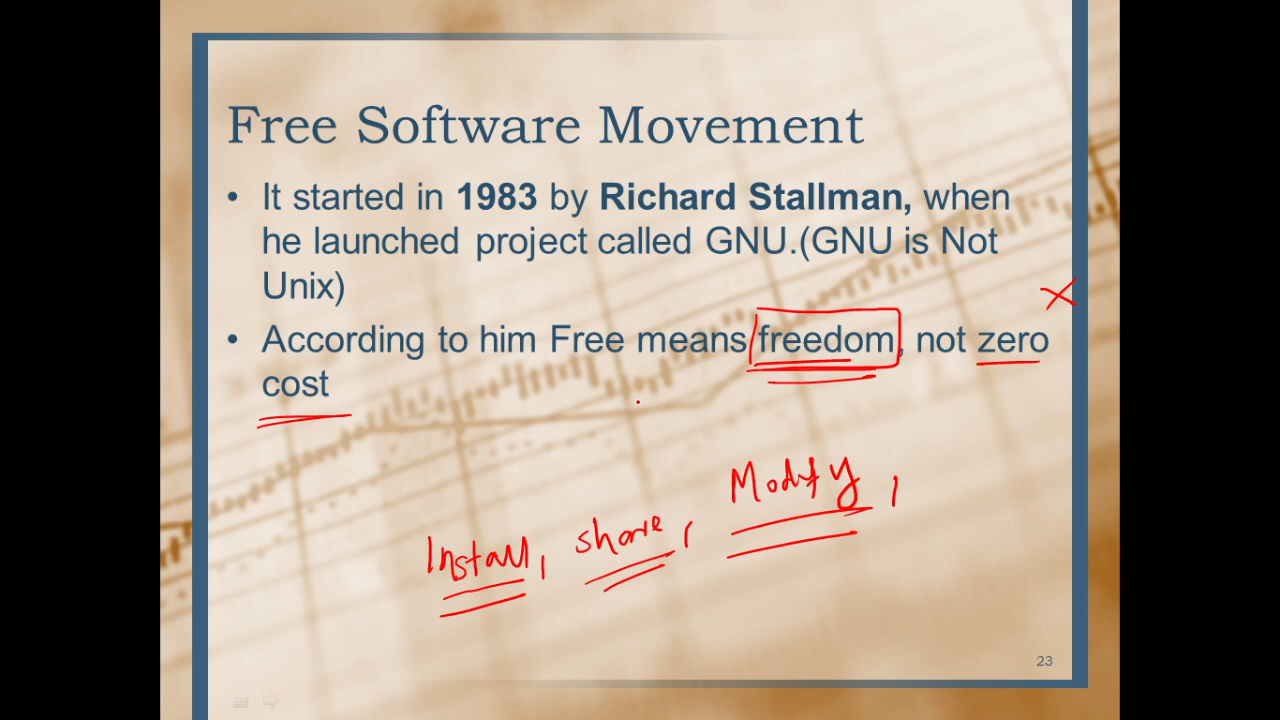 Free Software Movement
• It started in 1983 by Richard Stallman, when
he launched project called GNU.(GNU is Not
Unix)
• According to him Free means freedom, not zero
cost
Install, share, Modify,
23